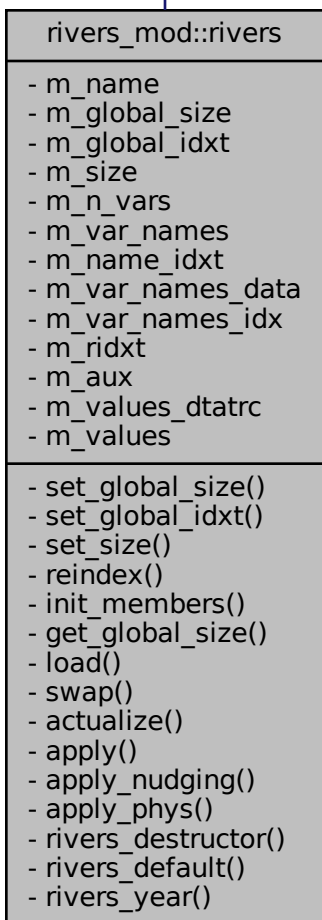 rivers_mod::rivers
- m_name
- m_global_size
- m_global_idxt
- m_size
- m_n_vars
- m_var_names
- m_name_idxt
- m_var_names_data
- m_var_names_idx
- m_ridxt
- m_aux
- m_values_dtatrc
- m_values
- set_global_size()
- set_global_idxt()
- set_size()
- reindex()
- init_members()
- get_global_size()
- load()
- swap()
- actualize()
- apply()
- apply_nudging()
- apply_phys()
- rivers_destructor()
- rivers_default()
- rivers_year()